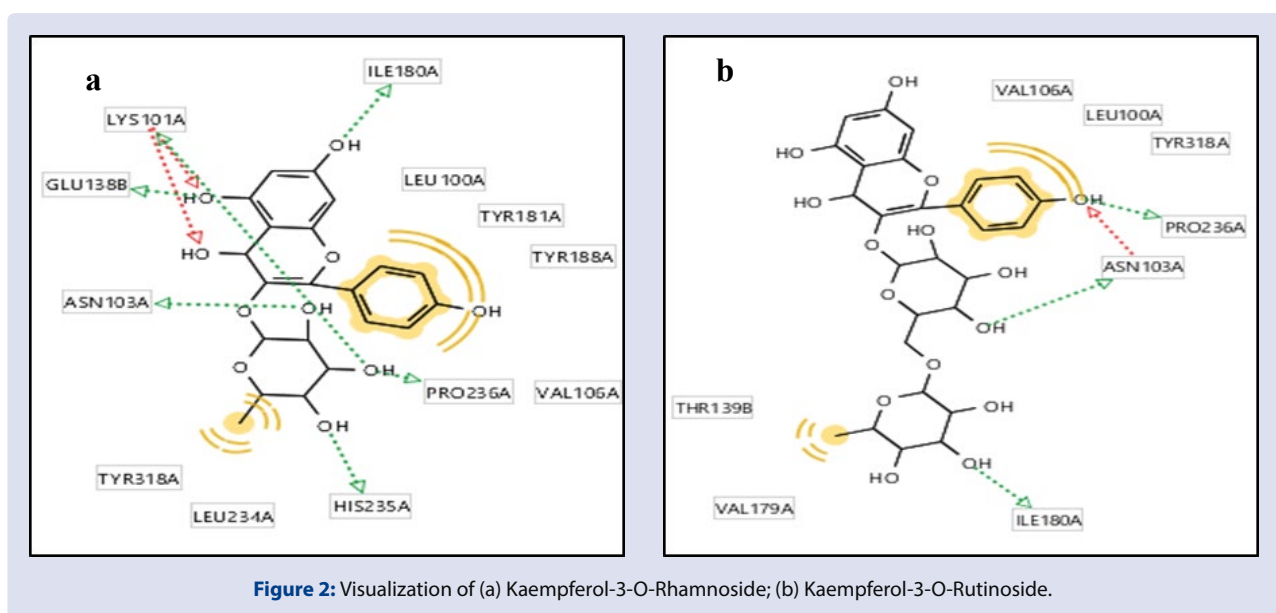 a
ILE180A
LYS101A
OH
GLU138B
HO
LEU100A
TYR181A
HO
O
TYR188A
ASN103A
O
OH
OH
O
OH
PRO236A
VAL106A
OH
TYR318A
LEU234A
HIS235A
b
OH
VAL106A
LEU100A
HO
TYR318A
O
HO
OH
PRO236A
O
HO
ASN103A
OH
O
OH
O
THR139B
O
OH
OH
HO
VAL179A
ILE180A
Figure 2: Visualization of (a) Kaempferol-3-O-Rhamnoside; (b) Kaempferol-3-O-Rutinoside.